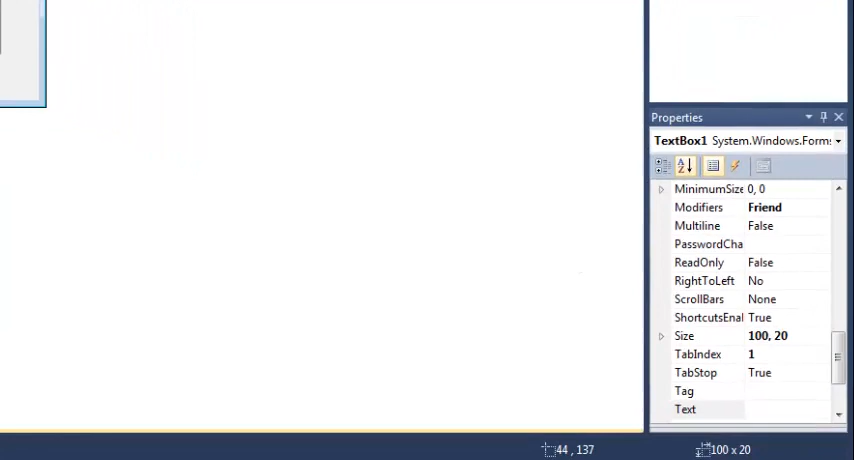 Properties
TextBox1 System.Windows.Form
MinimumSize 0, 0
Modifiers Friend
Multiline False
PasswordCha
ReadOnly False
RightToLeft No
ScrollBars None
ShortcutsEnal True
Size 100, 20
TabIndex 1
TabStop True
Tag
Text
44 , 137
100 x 20